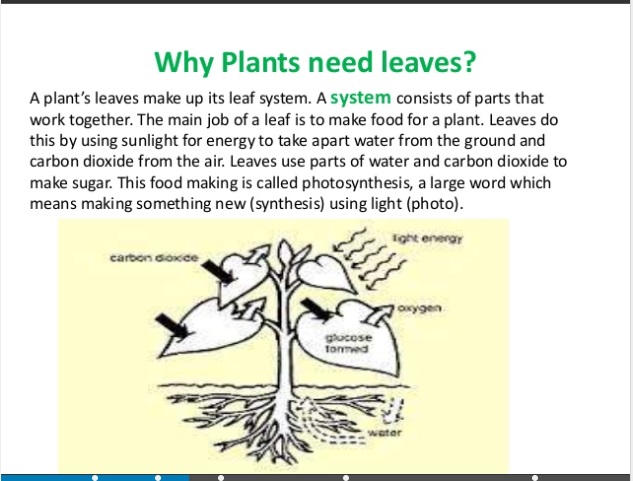 Why Plants need leaves?
A plant's leaves make up its leaf system. A system consists of parts that
work together. The main job of a leaf is to make food for a plant. Leaves do
this by using sunlight for energy to take apart water from the ground and
carbon dioxide from the air. Leaves use parts of water and carbon dioxide to
make sugar. This food making is called photosynthesis, a large word which
means making something new (synthesis) using light (photo).
light energy
carbon dioxide
oxygen
glucose
formed
water